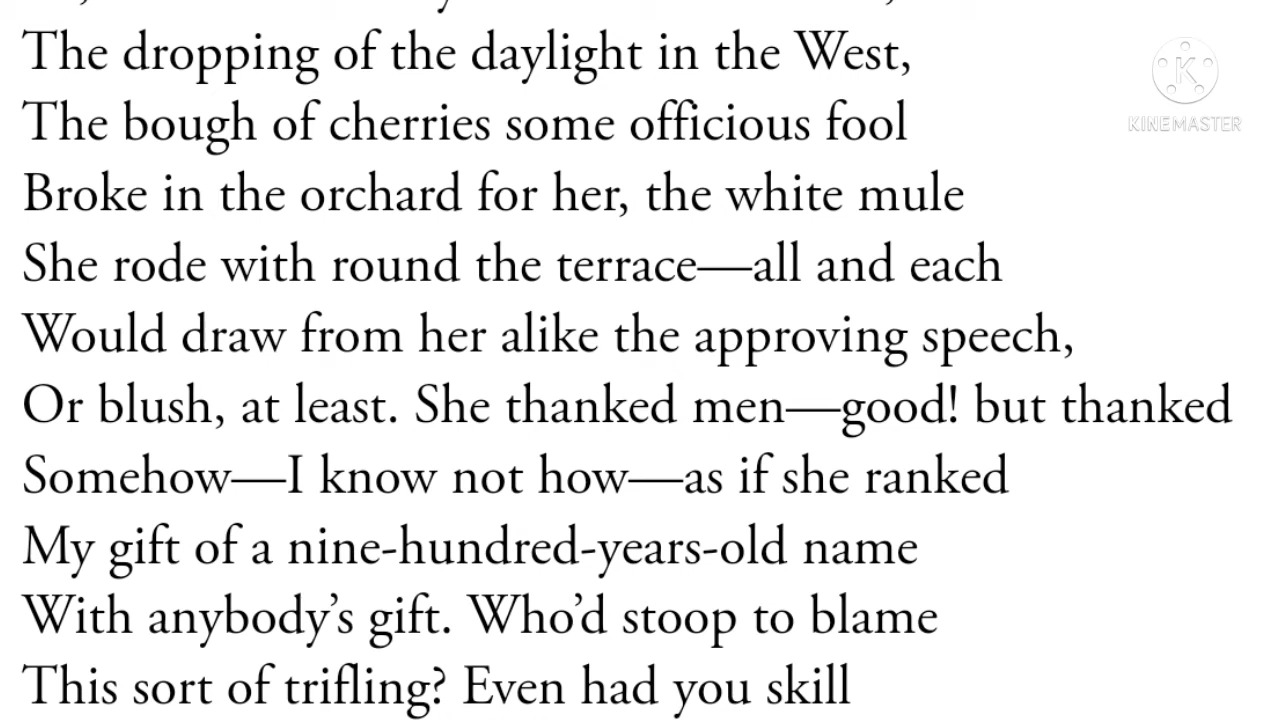 The dropping of the daylight in the West,
The bough of cherries some officious fool
Broke in the orchard for her, the white mule
She rode with round the terrace—all and each
Would draw from her alike the approving speech,
Or blush, at least. She thanked men—good! but thanked
Somehow—I know not how—as if she ranked
My gift of a nine-hundred-years-old name
With anybody’s gift. Who’d stoop to blame
This sort of trifling? Even had you skill
K
KINEMASTER